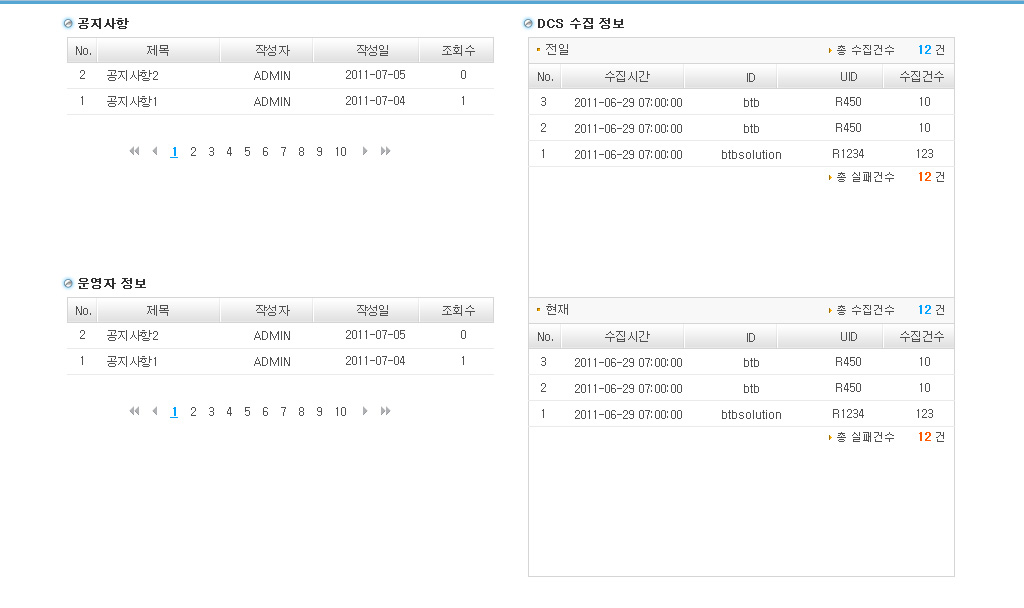 공지사항
No. 제목 작성자 작성일 조회수
2 공지사항2 ADMIN 2011-07-05 0
1 공지사항1 ADMIN 2011-07-04 1
1 2 3 4 5 6 7 8 9 10
운영자 정보
No. 제목 작성자 작성일 조회수
2 공지사항2 ADMIN 2011-07-05 0
1 공지사항1 ADMIN 2011-07-04 1
1 2 3 4 5 6 7 8 9 10
DCS 수집 정보
전일 총 수집건수 12 건
No. 수집시간 ID UID 수집건수
3 2011-06-29 07:00:00 btb R450 10
2 2011-06-29 07:00:00 btb R450 10
1 2011-06-29 07:00:00 btbsolution R1234 123
총 실패건수 12 건
현재 총 수집건수 12 건
No. 수집시간 ID UID 수집건수
3 2011-06-29 07:00:00 btb R450 10
2 2011-06-29 07:00:00 btb R450 10
1 2011-06-29 07:00:00 btbsolution R1234 123
총 실패건수 12 건